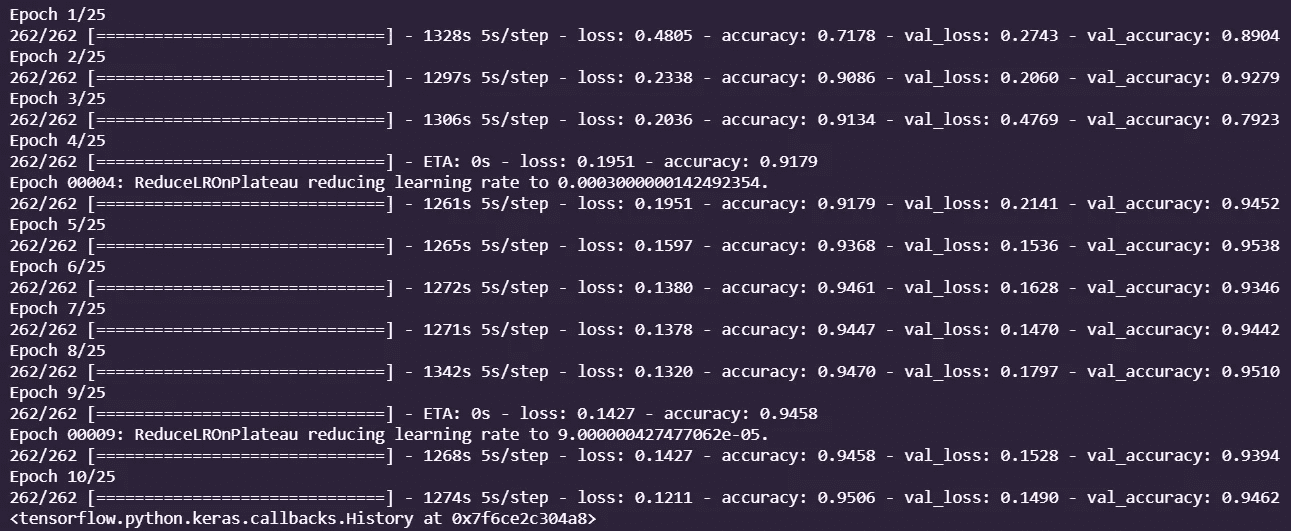 Epoch 1/25
262/262 [==============================] - 1328s 5s/step - loss: 0.4805 - accuracy: 0.7178 - val_loss: 0.2743 - val_accuracy: 0.8904
Epoch 2/25
262/262 [==============================] - 1297s 5s/step - loss: 0.2338 - accuracy: 0.9086 - val_loss: 0.2060 - val_accuracy: 0.9279
Epoch 3/25
262/262 [==============================] - 1306s 5s/step - loss: 0.2036 - accuracy: 0.9134 - val_loss: 0.4769 - val_accuracy: 0.7923
Epoch 4/25
262/262 [==============================] - ETA: 0s - loss: 0.1951 - accuracy: 0.9179
Epoch 00004: ReduceLROnPlateau reducing learning rate to 0.0003000000142492354.
262/262 [==============================] - 1261s 5s/step - loss: 0.1951 - accuracy: 0.9179 - val_loss: 0.2141 - val_accuracy: 0.9452
Epoch 5/25
262/262 [==============================] - 1265s 5s/step - loss: 0.1597 - accuracy: 0.9368 - val_loss: 0.1536 - val_accuracy: 0.9538
Epoch 6/25
262/262 [==============================] - 1272s 5s/step - loss: 0.1380 - accuracy: 0.9461 - val_loss: 0.1628 - val_accuracy: 0.9346
Epoch 7/25
262/262 [==============================] - 1271s 5s/step - loss: 0.1378 - accuracy: 0.9447 - val_loss: 0.1470 - val_accuracy: 0.9442
Epoch 8/25
262/262 [==============================] - 1342s 5s/step - loss: 0.1320 - accuracy: 0.9470 - val_loss: 0.1797 - val_accuracy: 0.9510
Epoch 9/25
262/262 [==============================] - ETA: 0s - loss: 0.1427 - accuracy: 0.9458
Epoch 00009: ReduceLROnPlateau reducing learning rate to 9.000000427477062e-05.
262/262 [==============================] - 1268s 5s/step - loss: 0.1427 - accuracy: 0.9458 - val_loss: 0.1528 - val_accuracy: 0.9394
Epoch 10/25
262/262 [==============================] - 1274s 5s/step - loss: 0.1211 - accuracy: 0.9506 - val_loss: 0.1490 - val_accuracy: 0.9462
<tensorflow.python.keras.callbacks.History at 0x7f6ce2c304a8>